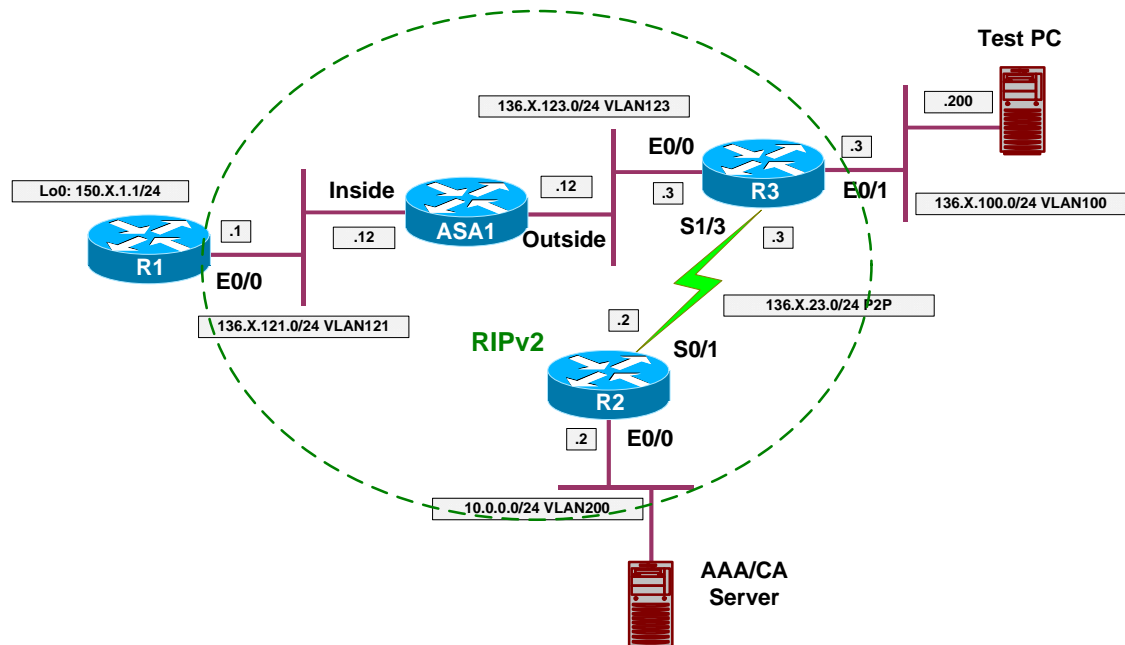 Test PC
136.X.123.0/24 VLAN123
.200
E0/0
.3
Lo0: 150.X.1.1/24
Inside
.12
.3
R3
E0/1
.1
ASA1
136.X.100.0/24 VLAN100
.12
Outside
S1/3
.3
R1
E0/0
136.X.23.0/24 P2P
136.X.121.0/24 VLAN121
.2
RIPv2
S0/1
R2
.2
E0/0
10.0.0.0/24 VLAN200
AAA/CA
Server